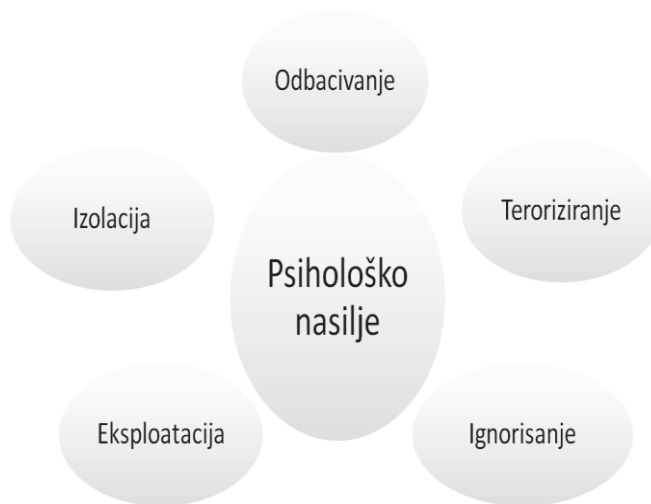 Odbacivanje
Izolacija
Teroriziranje
Psihološko
nasilje
Eksploatacija
Ignorisanje